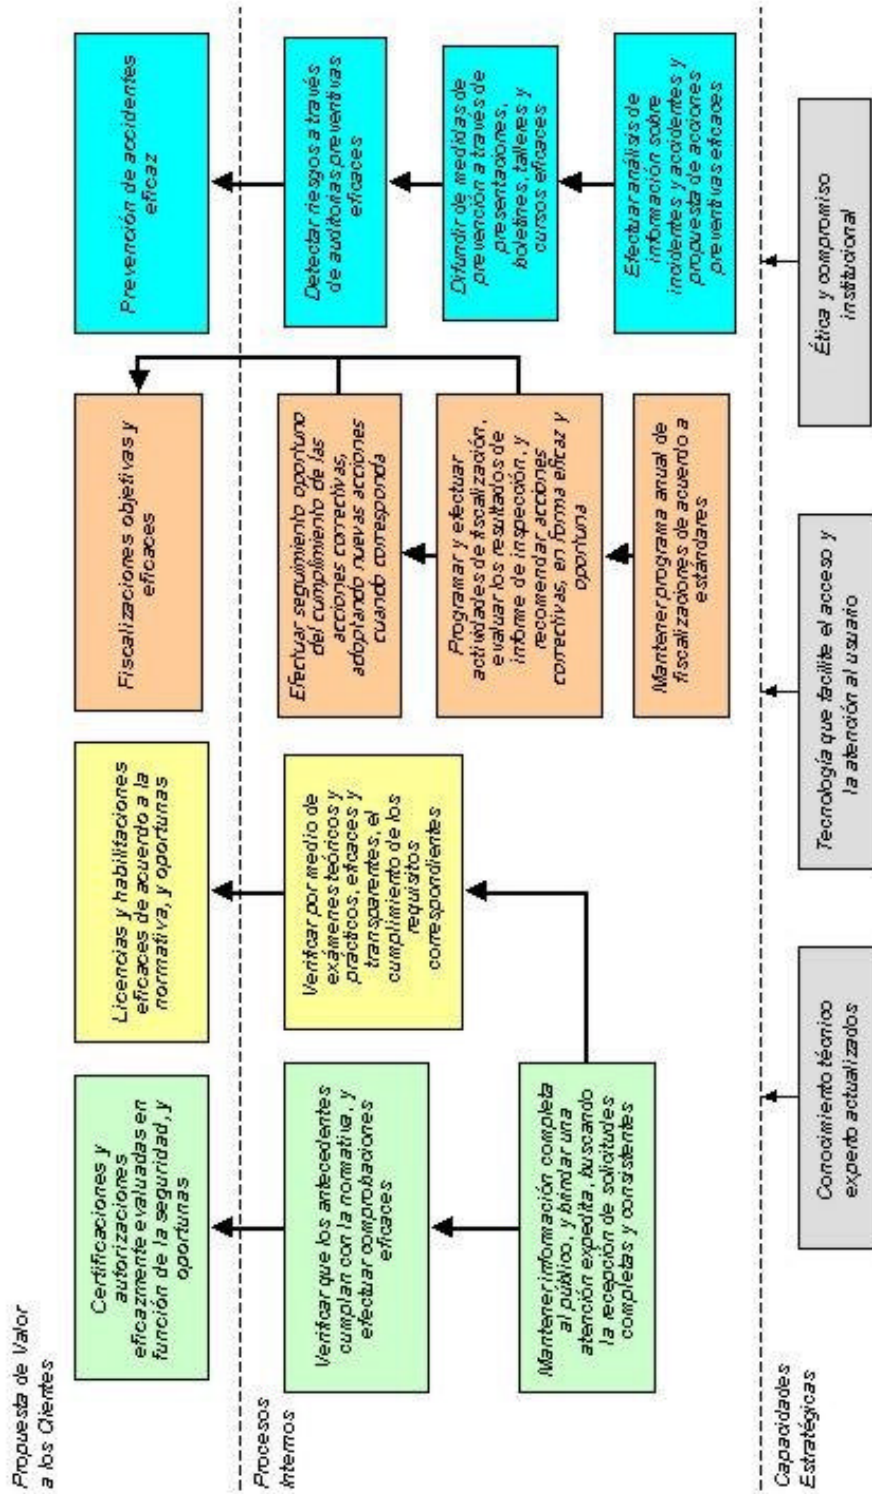 Propuesta de Valor
a los Clientes
Certificaciones y
autorizaciones
eficazmente evaluadas en
función de la seguridad, y
oportunas
Licencias y habilitaciones
eficaces de acuerdo a la
normativa, y oportunas
Fiscalizaciones objetivas y
eficaces
Prevención de accidentes
eficaz
Procesos
Internos
Verificar que los antecedentes
cumplan con la normativa, y
efectuar comprobaciones
eficaces
Verificar por medio de
exámenes teóricos y
prácticos, eficaces y
transparentes, el
cumplimiento de los
requisitos
correspondientes
Efectuar seguimiento oportuno
del cumplimiento de las
acciones correctivas,
adoptando nuevas acciones
cuando corresponda
Detectar riesgos a través
de auditorias preventivas
eficaces
Mantener información completa
al público, y brindar una
atención expedita, buscando
la recepción de solicitudes
completas y consistentes
Programar y efectuar
actividades de fiscalización,
evaluar los resultados de
informe de inspección, y
recomendar acciones
correctivas, en forma eficaz y
oportuna
Difundir de medidas de
prevención a través de
presentaciones,
boletines, talleres y
cursos eficaces
Mantener programa anual de
fiscalizaciones de acuerdo a
estándares
Efectuar análisis de
información sobre
incidentes y accidentes y
propuesta de acciones
preventivas eficaces
Capacidades
Estratégicas
Conocimiento técnico
experto actualizados
Tecnología que facilite el acceso y
la atención al usuario
Ética y compromiso
institucional